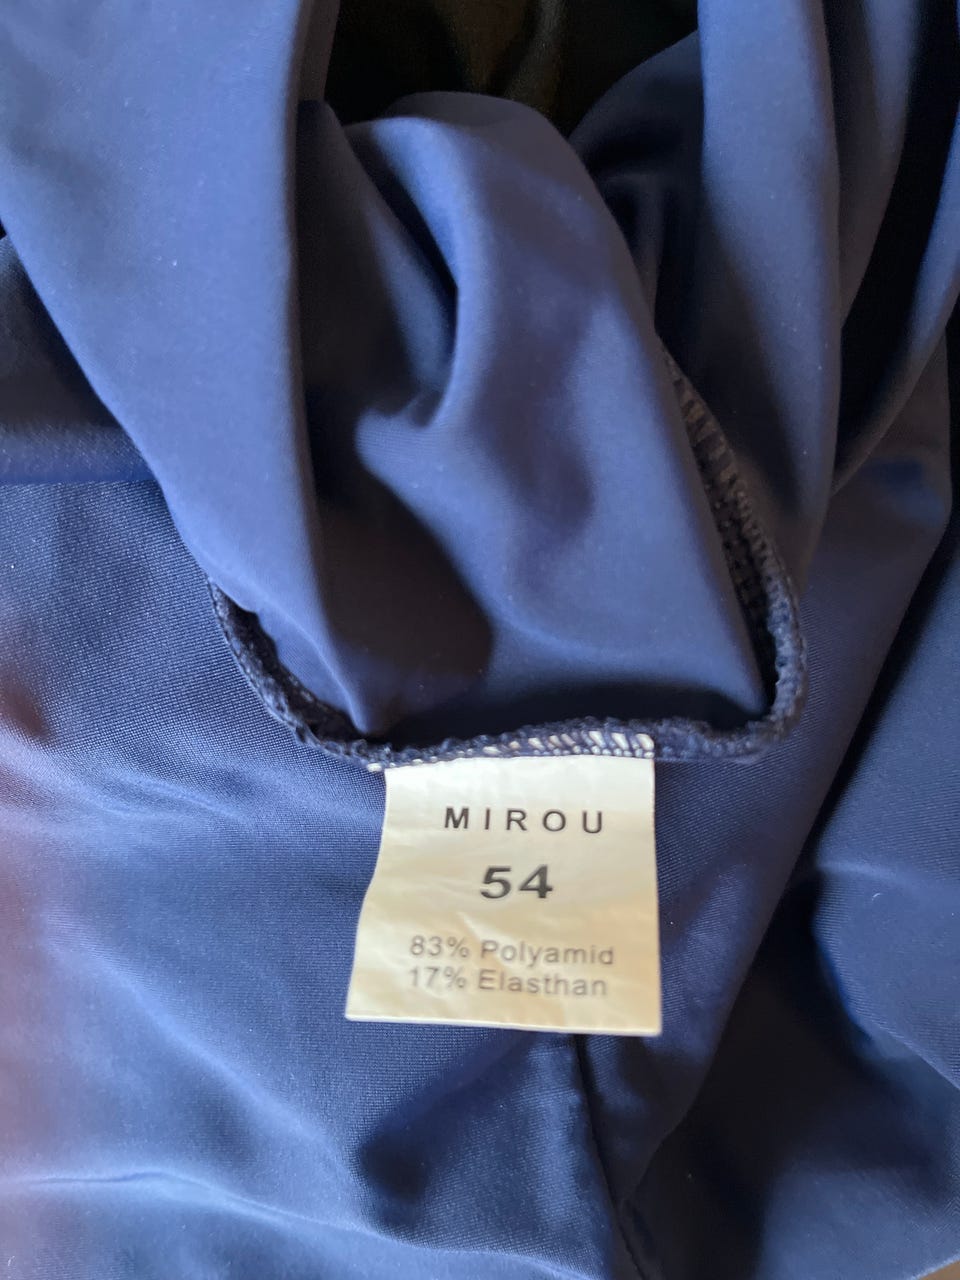 MIROU
54
83% Polyamid
17% Elasthan